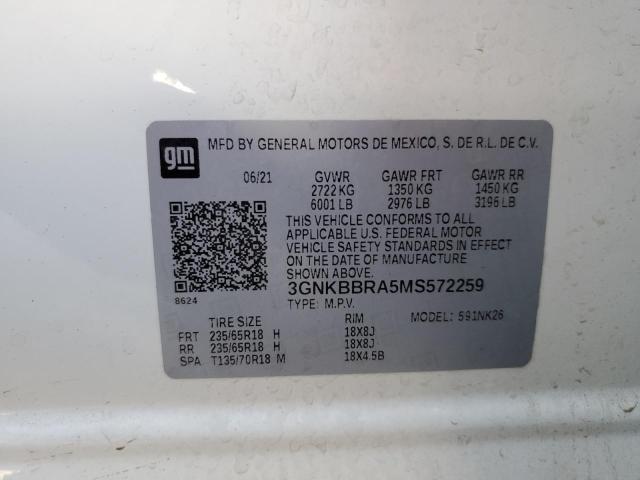 gm MFD BY GENERAL MOTORS DE MEXICO, S. DE R.L. DE C.V.
06/21 GVWR GAWR FRT GAWR RR
2722 KG 1350 KG 1450 KG
6001 LB 2976 LB 3196 LB
THIS VEHICLE CONFORMS TO ALL
APPLICABLE U.S. FEDERAL MOTOR
VEHICLE SAFETY STANDARDS IN EFFECT
ON THE DATE OF MANUFACTURE
SHOWN ABOVE.
3GNKBBRA5MS572259
8624 TYPE: M.P.V.
TIRE SIZE RIM MODEL: 591NK26
FRT 235/65R18 H 18X8J
RR 235/65R18 H 18X8J
SPA T135/70R18 M 18X4.5B